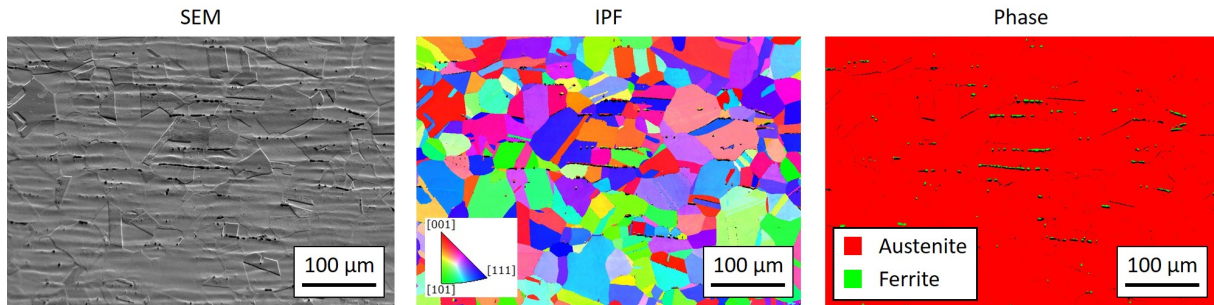 SEM
IPF
Phase
100 µm
[001]
[111]
[101]
100 µm
Austenite
Ferrite
100 µm